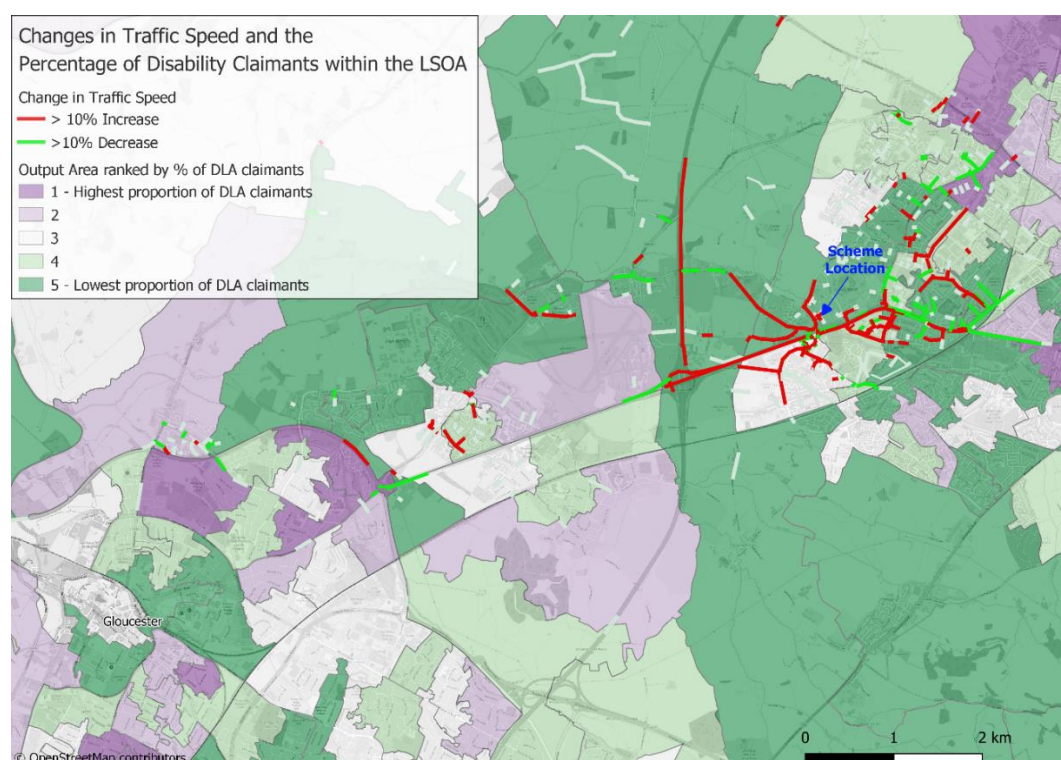 Changes in Traffic Speed and the
Percentage of Disability Claimants within the LSOA
Change in Traffic Speed
> 10% Increase
>10% Decrease
Output Area ranked by % of DLA claimants
1 - Highest proportion of DLA claimants
2
3
4
5 - Lowest proportion of DLA claimants
Scheme
Location
Gloucester
© OpenStreetMap contributors
0 1 2 km